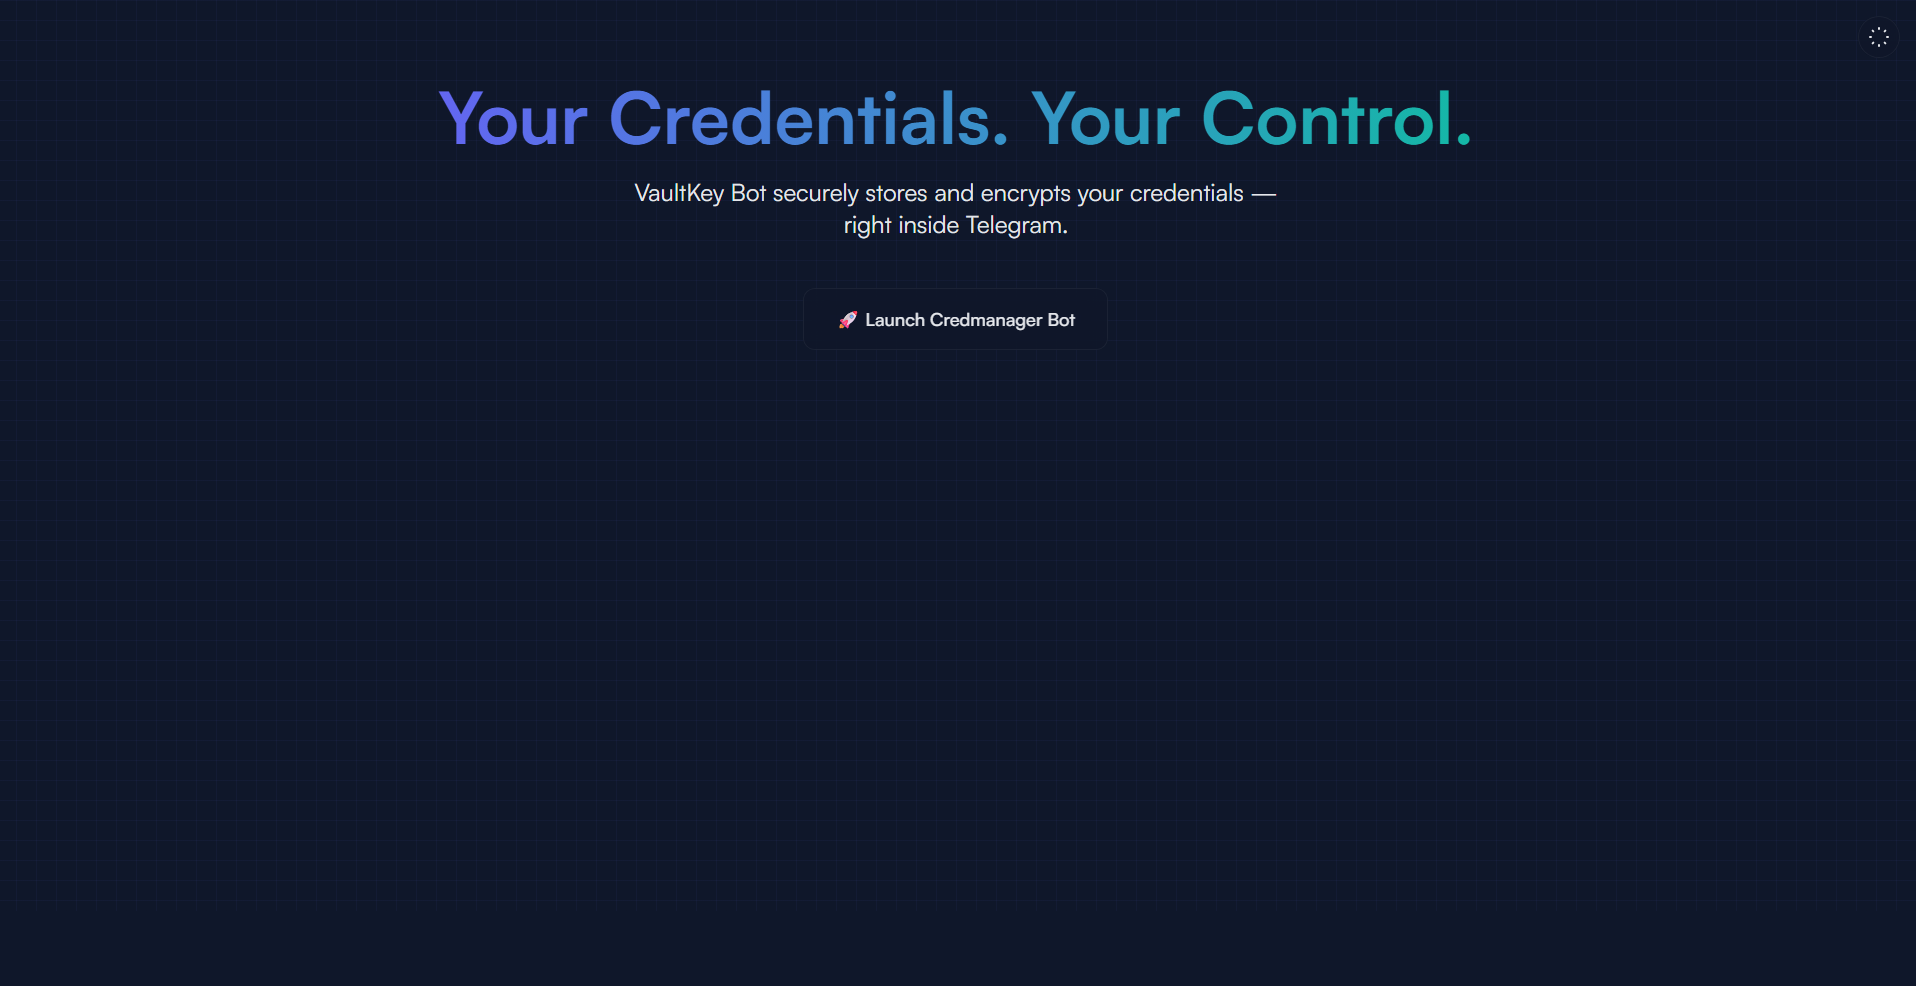 Your Credentials. Your Control.
VaultKey Bot securely stores and encrypts your credentials —
right inside Telegram.
🚀 Launch Credmanager Bot